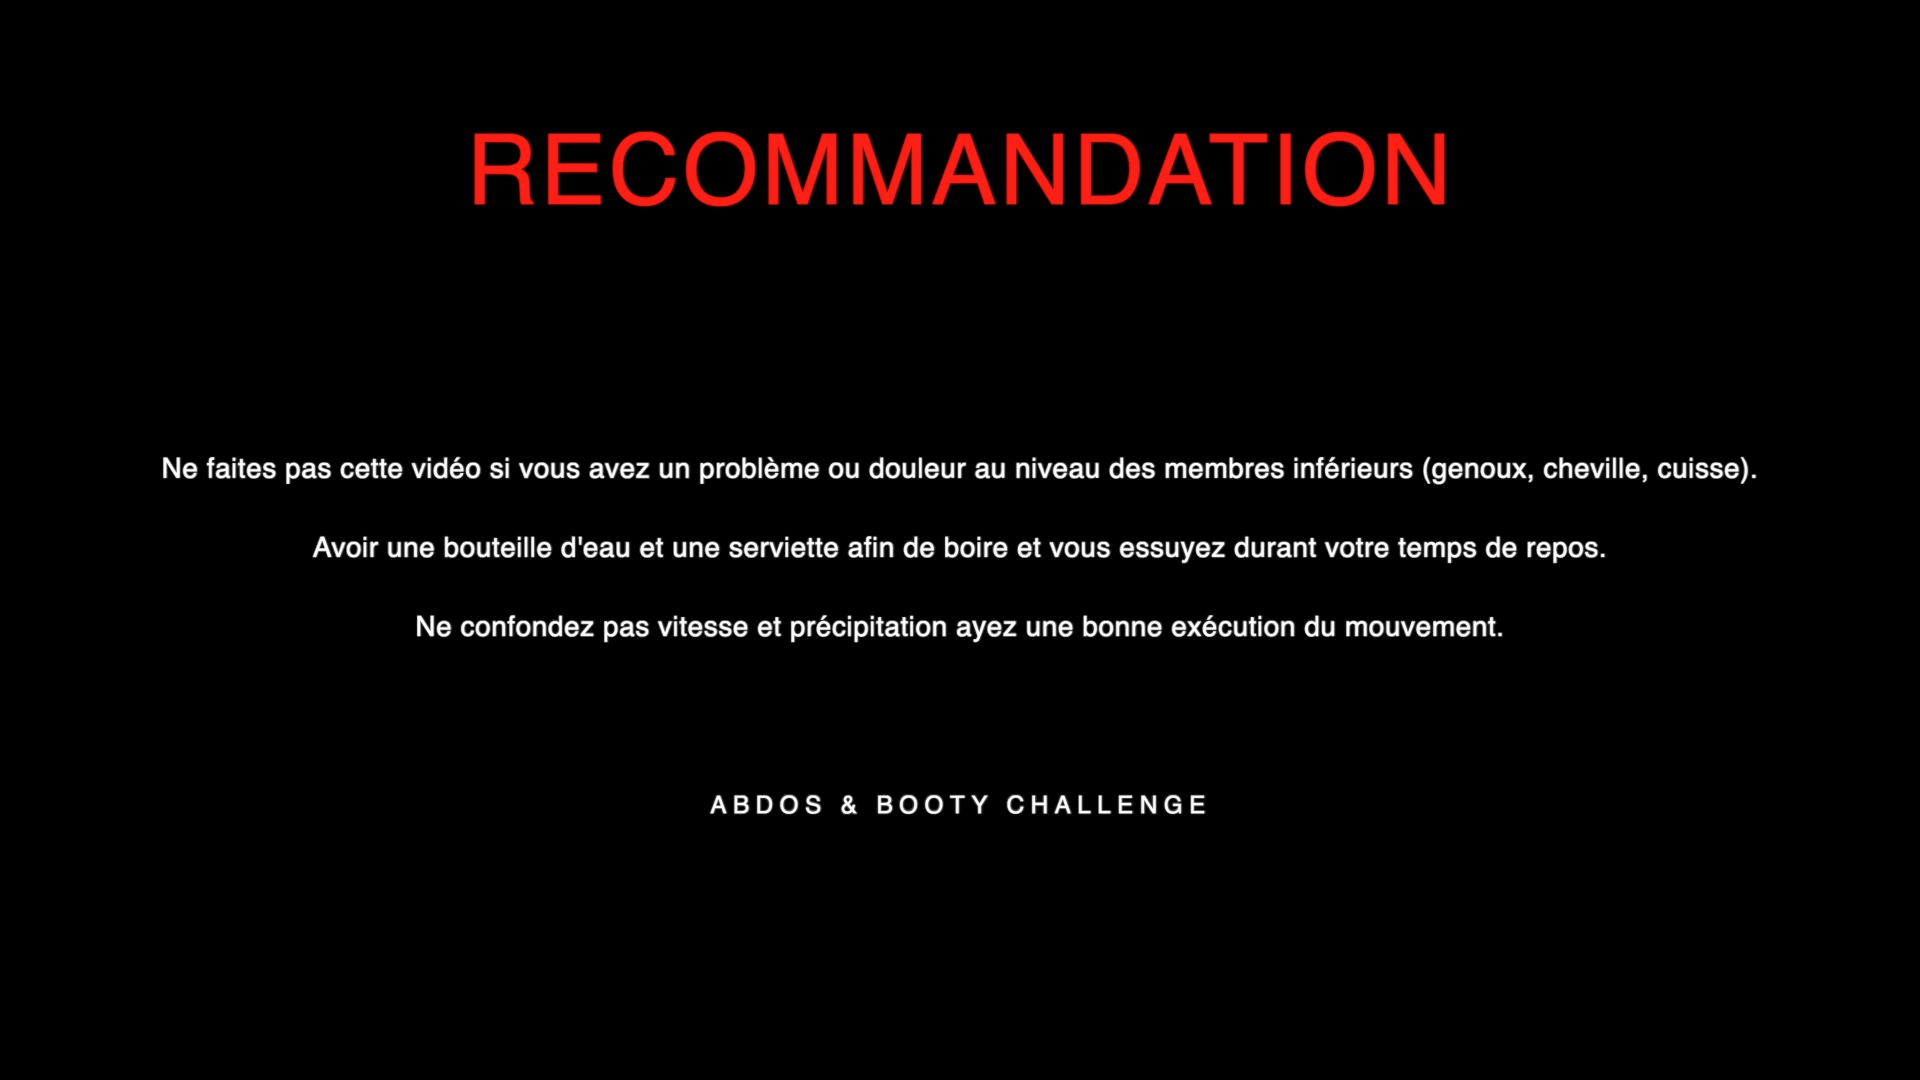 RECOMMANDATION
Ne faites pas cette vidéo si vous avez un problème ou douleur au niveau des membres inférieurs (genoux, cheville, cuisse).
Avoir une bouteille d'eau et une serviette afin de boire et vous essuyez durant votre temps de repos.
Ne confondez pas vitesse et précipitation ayez une bonne exécution du mouvement.
ABDOS & BOOTY CHALLENGE